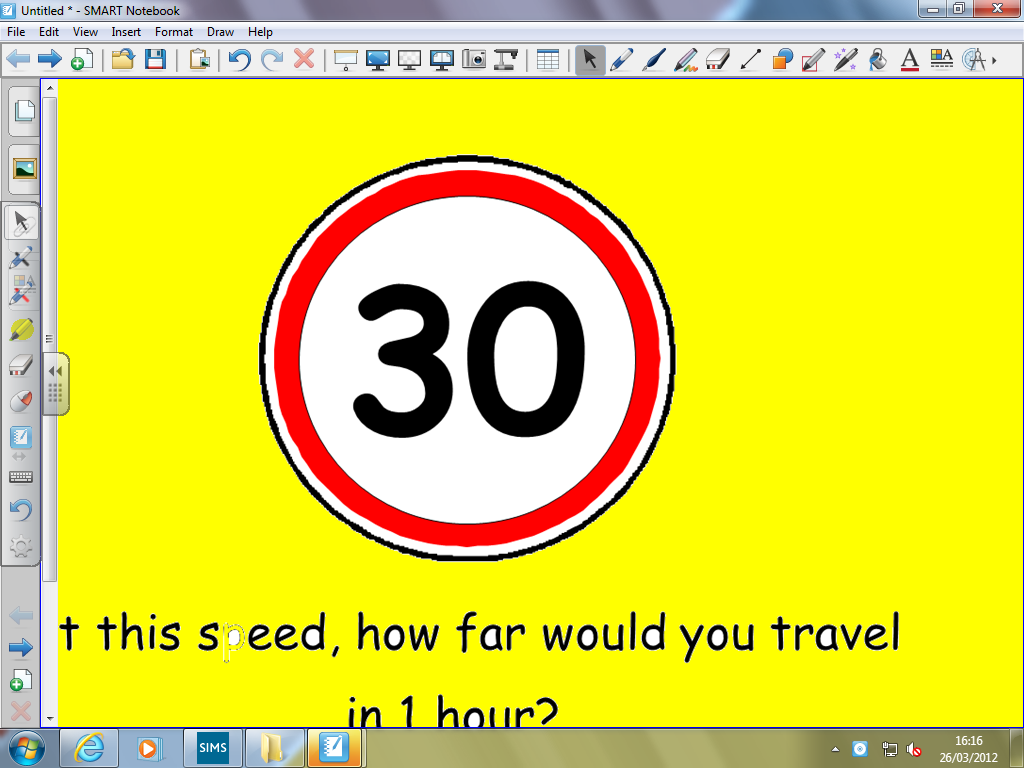 Untitled * - SMART Notebook
File Edit View Insert Format Draw Help
30
t this speed, how far would you travel
in 1 hour?
SIMS
16:16
26/03/2012